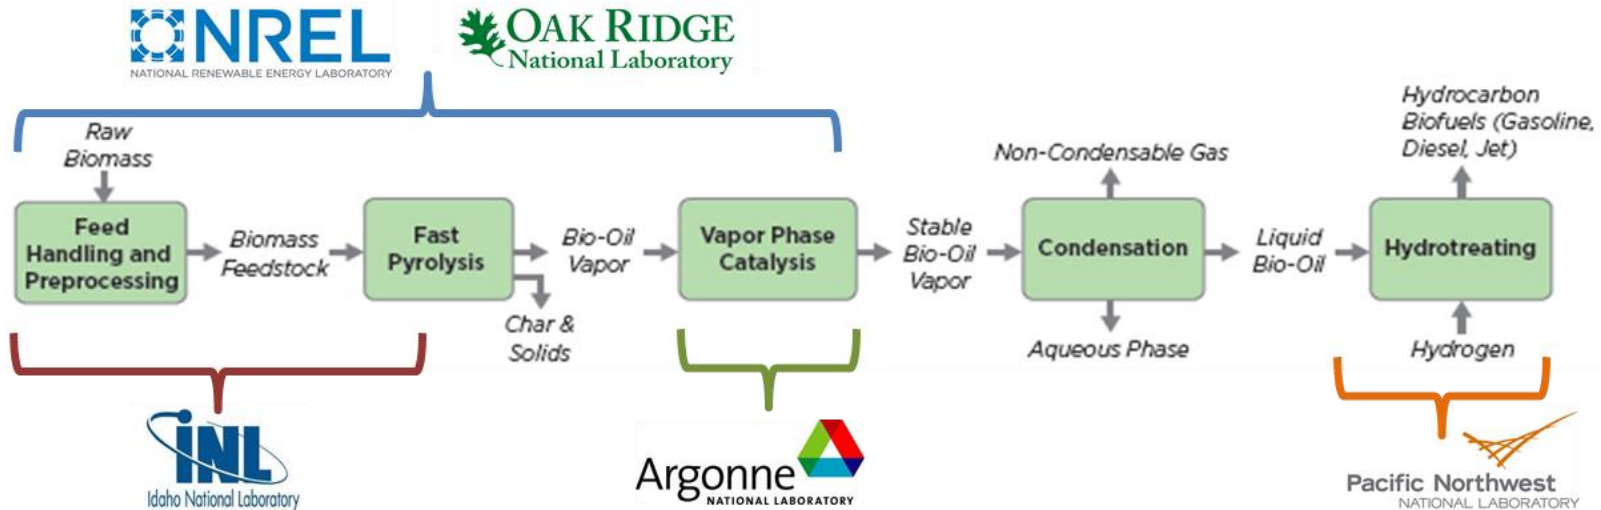 NREL
NATIONAL RENEWABLE ENERGY LABORATORY
OAK RIDGE
National Laboratory
Raw
Biomass
Feed
Handling and
Preprocessing
Biomass
Feedstock
Fast
Pyrolysis
Char &
Solids
Bio-Oil
Vapor
Vapor Phase
Catalysis
Stable
Bio-Oil
Vapor
Non-Condensable Gas
Condensation
Aqueous Phase
Liquid
Bio-Oil
Hydrocarbon
Biofuels (Gasoline,
Diesel, Jet)
Hydrotreating
Hydrogen
INL
Idaho National Laboratory
Argonne
NATIONAL LABORATORY
Pacific Northwest
NATIONAL LABORATORY